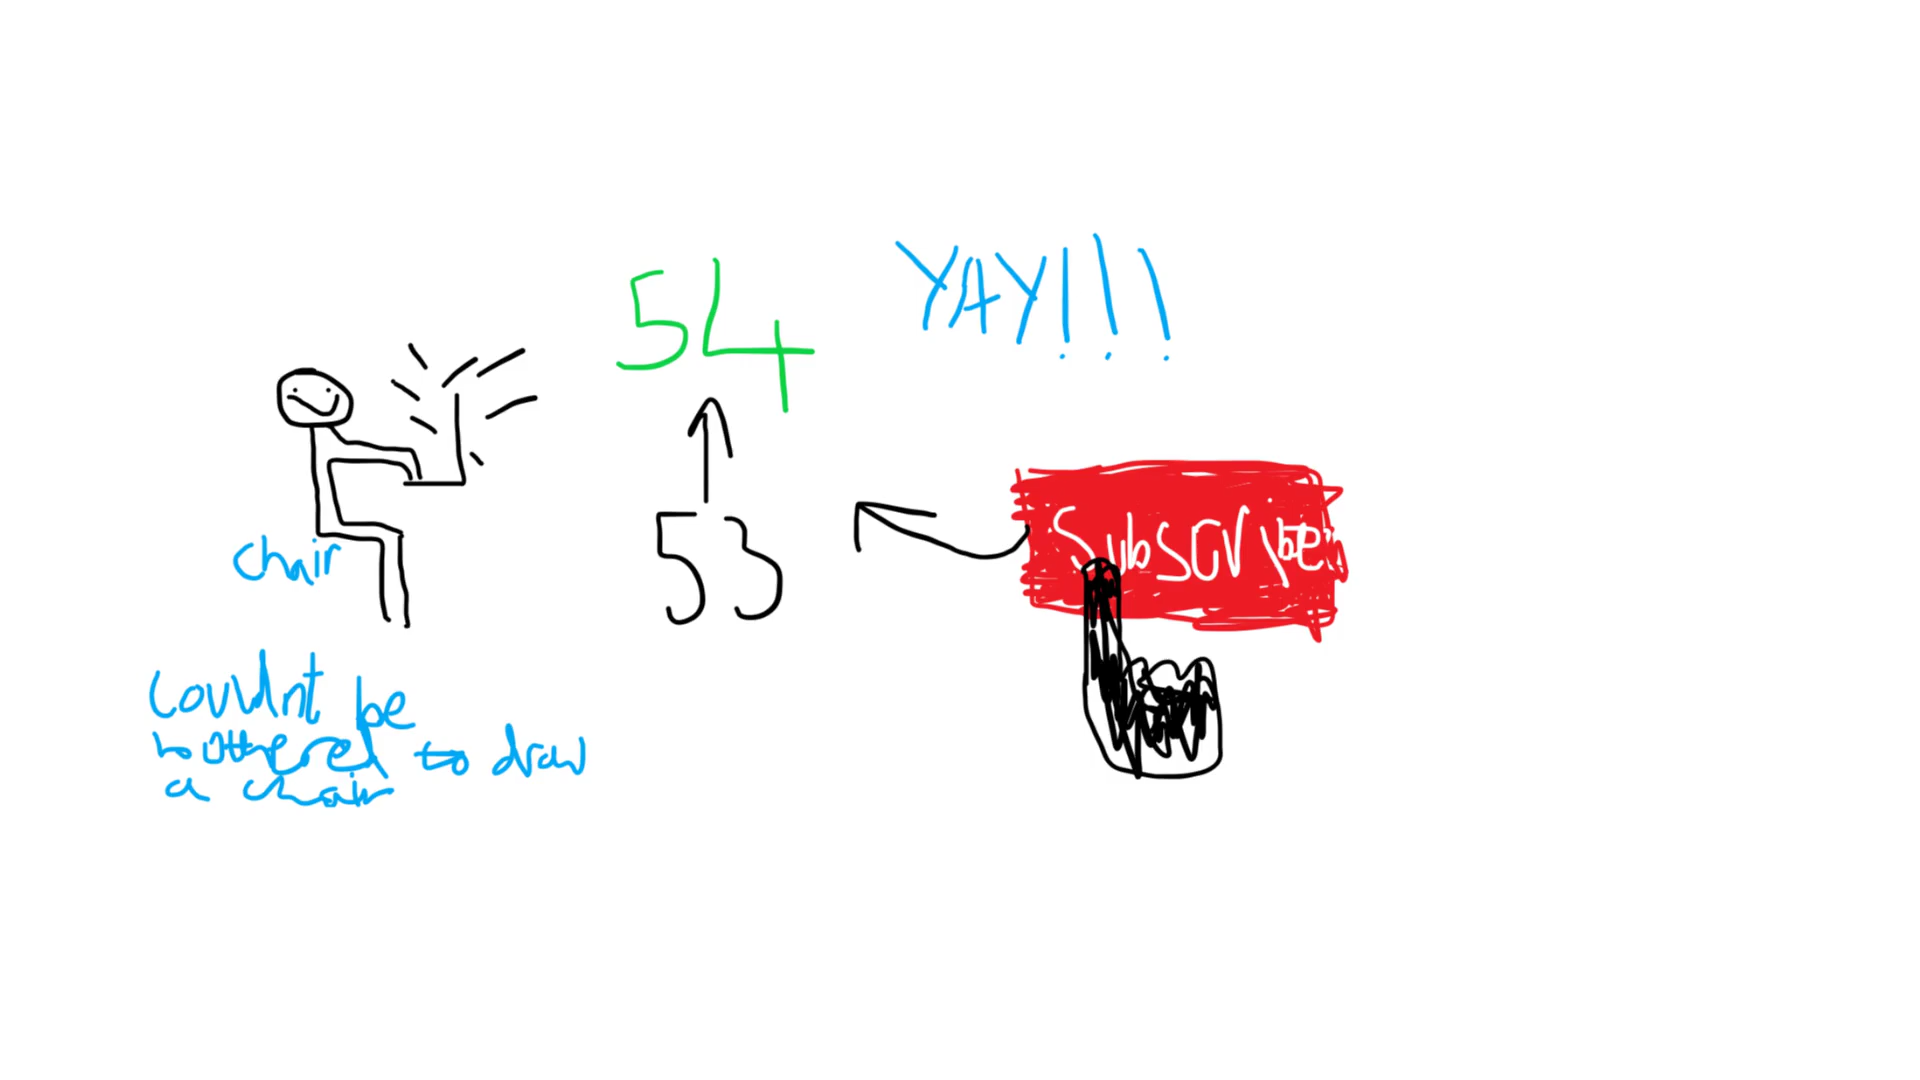 54
YAY!!!
53
Subscribe
chair
couldnt be
bothered to draw
a chair